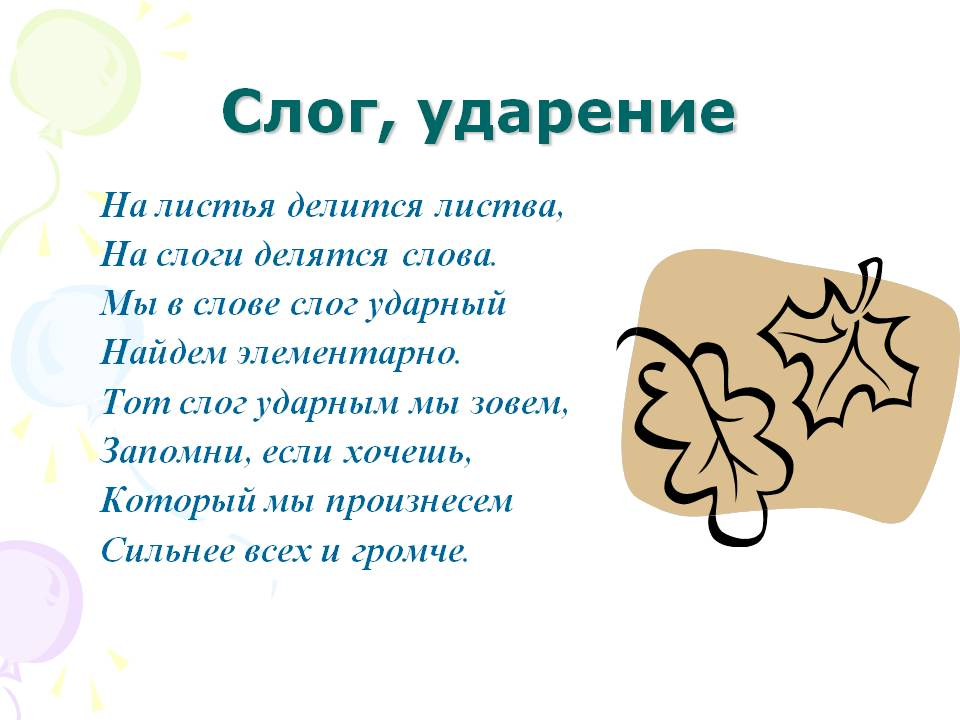 Слог, ударение
На листья делится листва,
На слоги делятся слова.
Мы в слове слог ударный
Найдем элементарно.
Тот слог ударным мы зовем,
Запомни, если хочешь,
Который мы произнесем
Сильнее всех и громче.